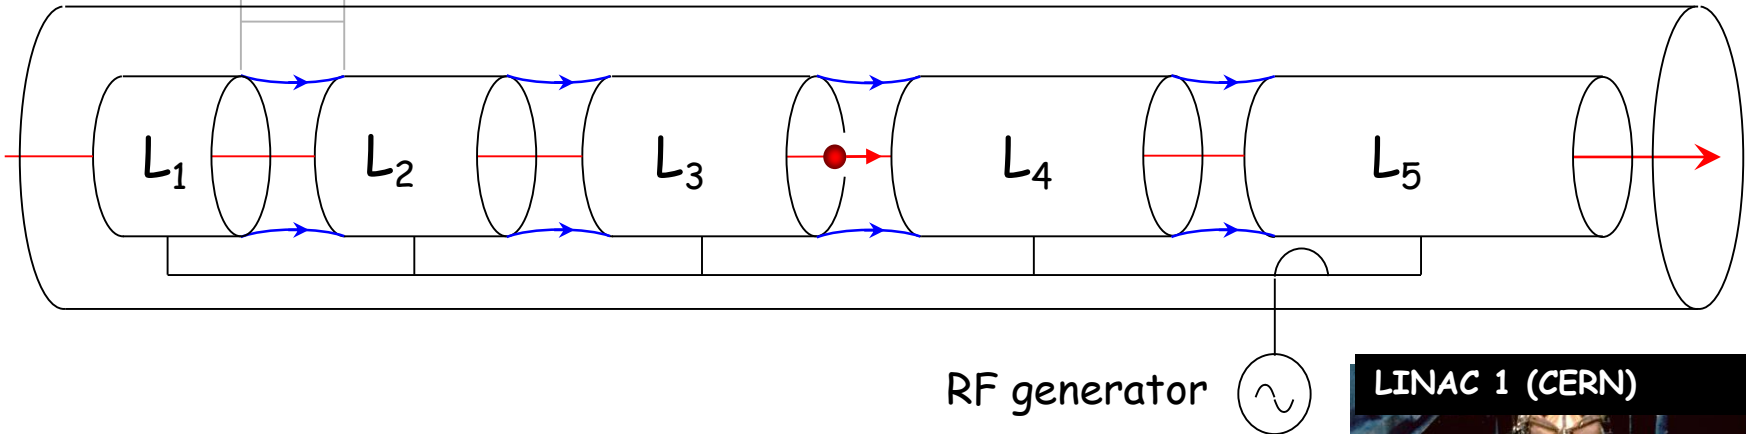 L1 L2 L3 L4 L5
RF generator
LINAC 1 (CERN)